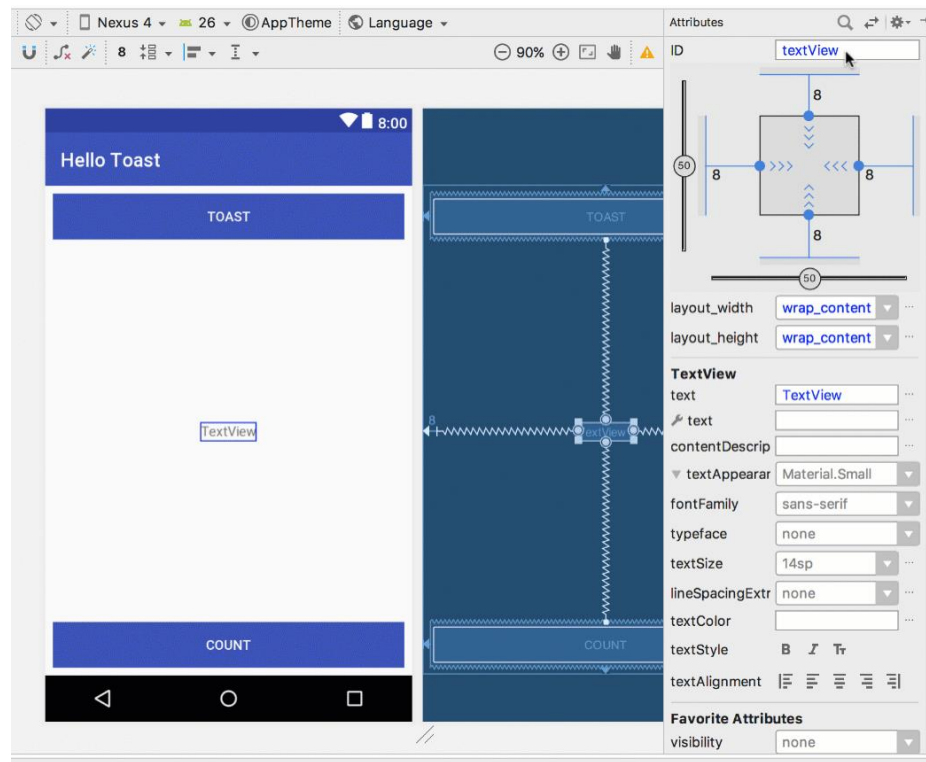 Nexus 4 26 AppTheme Language
8 90%
8:00
Hello Toast
TOAST
TextView
COUNT
TOAST
8
TextView
COUNT
Attributes
ID textView
8
50
8 8
8
50
layout_width wrap_content
layout_height wrap_content
TextView
text TextView
text
contentDescrip
textAppearar Material.Small
fontFamily sans-serif
typeface none
textSize 14sp
lineSpacingExtr none
textColor
textStyle B I TT
textAlignment
Favorite Attributes
visibility none